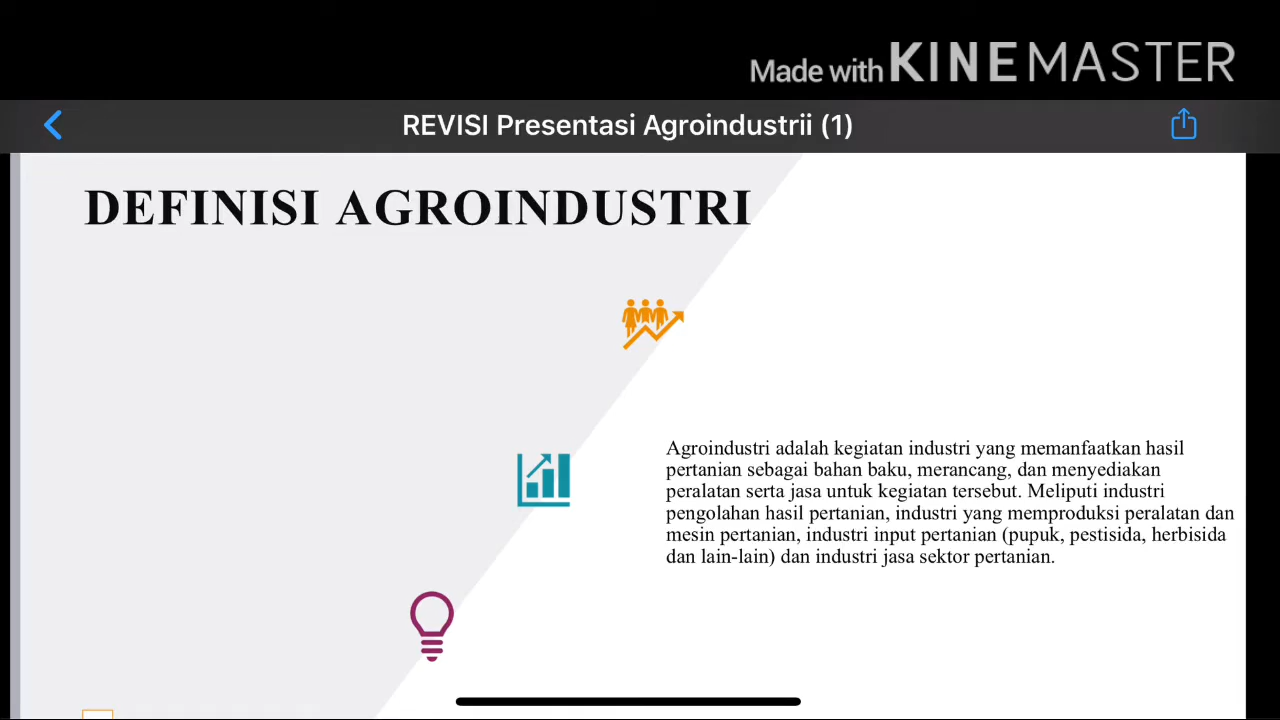 Made with KINEMASTER
REVISI Presentasi Agroindustrii (1)
DEFINISI AGROINDUSTRI
Agroindustri adalah kegiatan industri yang memanfaatkan hasil
pertanian sebagai bahan baku, merancang, dan menyediakan
peralatan serta jasa untuk kegiatan tersebut. Meliputi industri
pengolahan hasil pertanian, industri yang memproduksi peralatan dan
mesin pertanian, industri input pertanian (pupuk, pestisida, herbisida
dan lain-lain) dan industri jasa sektor pertanian.